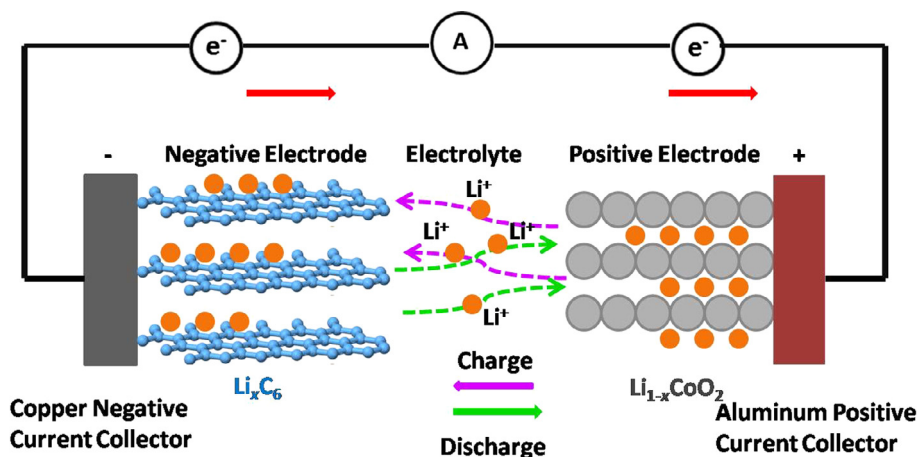 e⁻
A
e⁻
-
Negative Electrode
Electrolyte
Positive Electrode
+
Li⁺
Li⁺
Li⁺
Li⁺
Charge
LiₓC₆
Li₁₋ₓCoO₂
Copper Negative
Current Collector
Discharge
Aluminum Positive
Current Collector